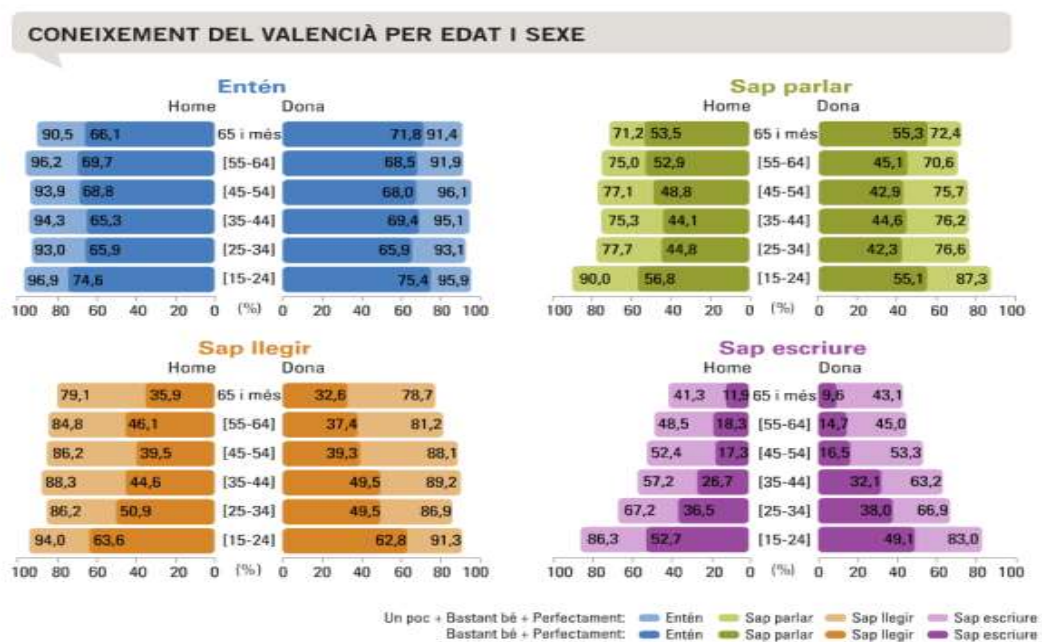 CONEIXEMENT DEL VALENCIÀ PER EDAT I SEXE
Entén
Home Dona
90,5 66,1 65 i més 71,8 91,4
96,2 69,7 [55-64] 68,5 91,9
93,9 68,8 [45-54] 68,0 96,1
94,3 65,3 [35-44] 69,4 95,1
93,0 65,9 [25-34] 65,9 93,1
96,9 74,6 [15-24] 75,4 95,9
100 80 60 40 20 0 (%) 0 20 40 60 80 100
Sap parlar
Home Dona
71,2 53,5 65 i més 55,3 72,4
75,0 52,9 [55-64] 45,1 70,6
77,1 48,8 [45-54] 42,9 75,7
75,3 44,1 [35-44] 44,6 76,2
77,7 44,8 [25-34] 42,3 76,6
90,0 56,8 [15-24] 55,1 87,3
100 80 60 40 20 0 (%) 0 20 40 60 80 100
Sap llegir
Home Dona
79,1 35,9 65 i més 32,6 78,7
84,8 46,1 [55-64] 37,4 81,2
86,2 39,5 [45-54] 39,3 88,1
88,3 44,6 [35-44] 49,5 89,2
86,2 50,9 [25-34] 49,5 86,9
94,0 63,6 [15-24] 62,8 91,3
100 80 60 40 20 0 (%) 0 20 40 60 80 100
Sap escriure
Home Dona
41,3 11,9 65 i més 9,6 43,1
48,5 18,3 [55-64] 14,7 45,0
52,4 17,3 [45-54] 16,5 53,3
57,2 26,7 [35-44] 32,1 63,2
67,2 36,5 [25-34] 38,0 66,9
86,3 52,7 [15-24] 49,1 83,0
100 80 60 40 20 0 (%) 0 20 40 60 80 100
Un poc + Bastant bé + Perfectament: Entén Sap parlar Sap llegir Sap escriure
Bastant bé + Perfectament: Entén Sap parlar Sap llegir Sap escriure